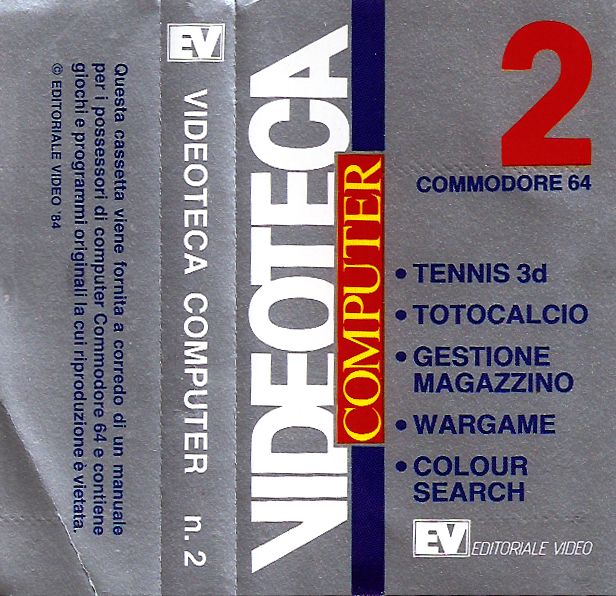 Questa cassetta viene fornita a corredo di un manuale
per i possessori di computer Commodore 64 e contiene
giochi e programmi originali la cui riproduzione è vietata.
© EDITORIALE VIDEO '84
EV
VIDEOTECA COMPUTER n. 2
VIDEOTECA
COMPUTER
2
COMMODORE 64
• TENNIS 3d
• TOTOCALCIO
• GESTIONE
MAGAZZINO
• WARGAME
• COLOUR
SEARCH
EV EDITORIALE VIDEO